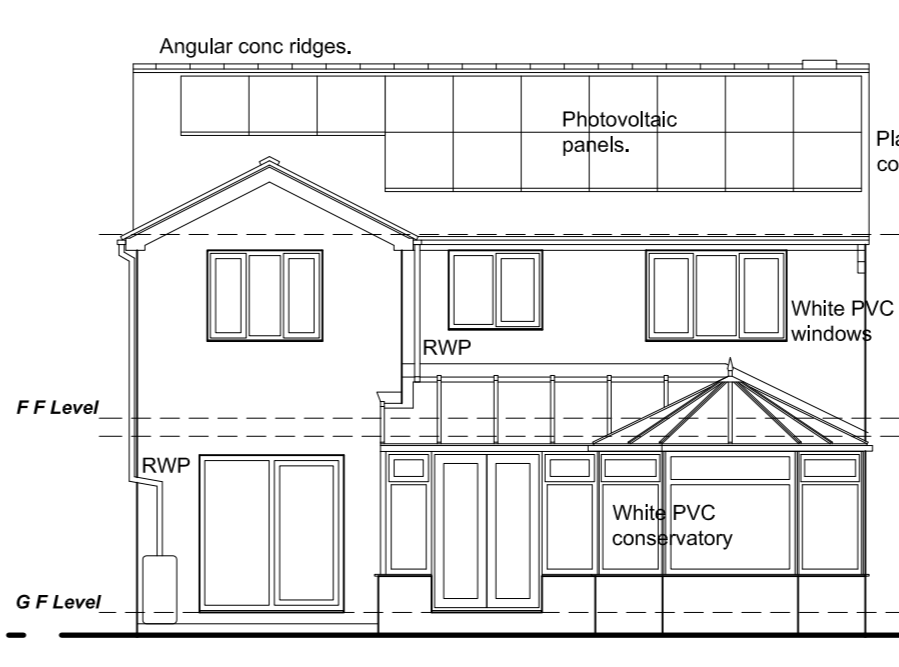 Angular conc ridges.
Photovoltaic
panels.
White PVC
windows
RWP
F F Level
RWP
White PVC
conservatory
G F Level